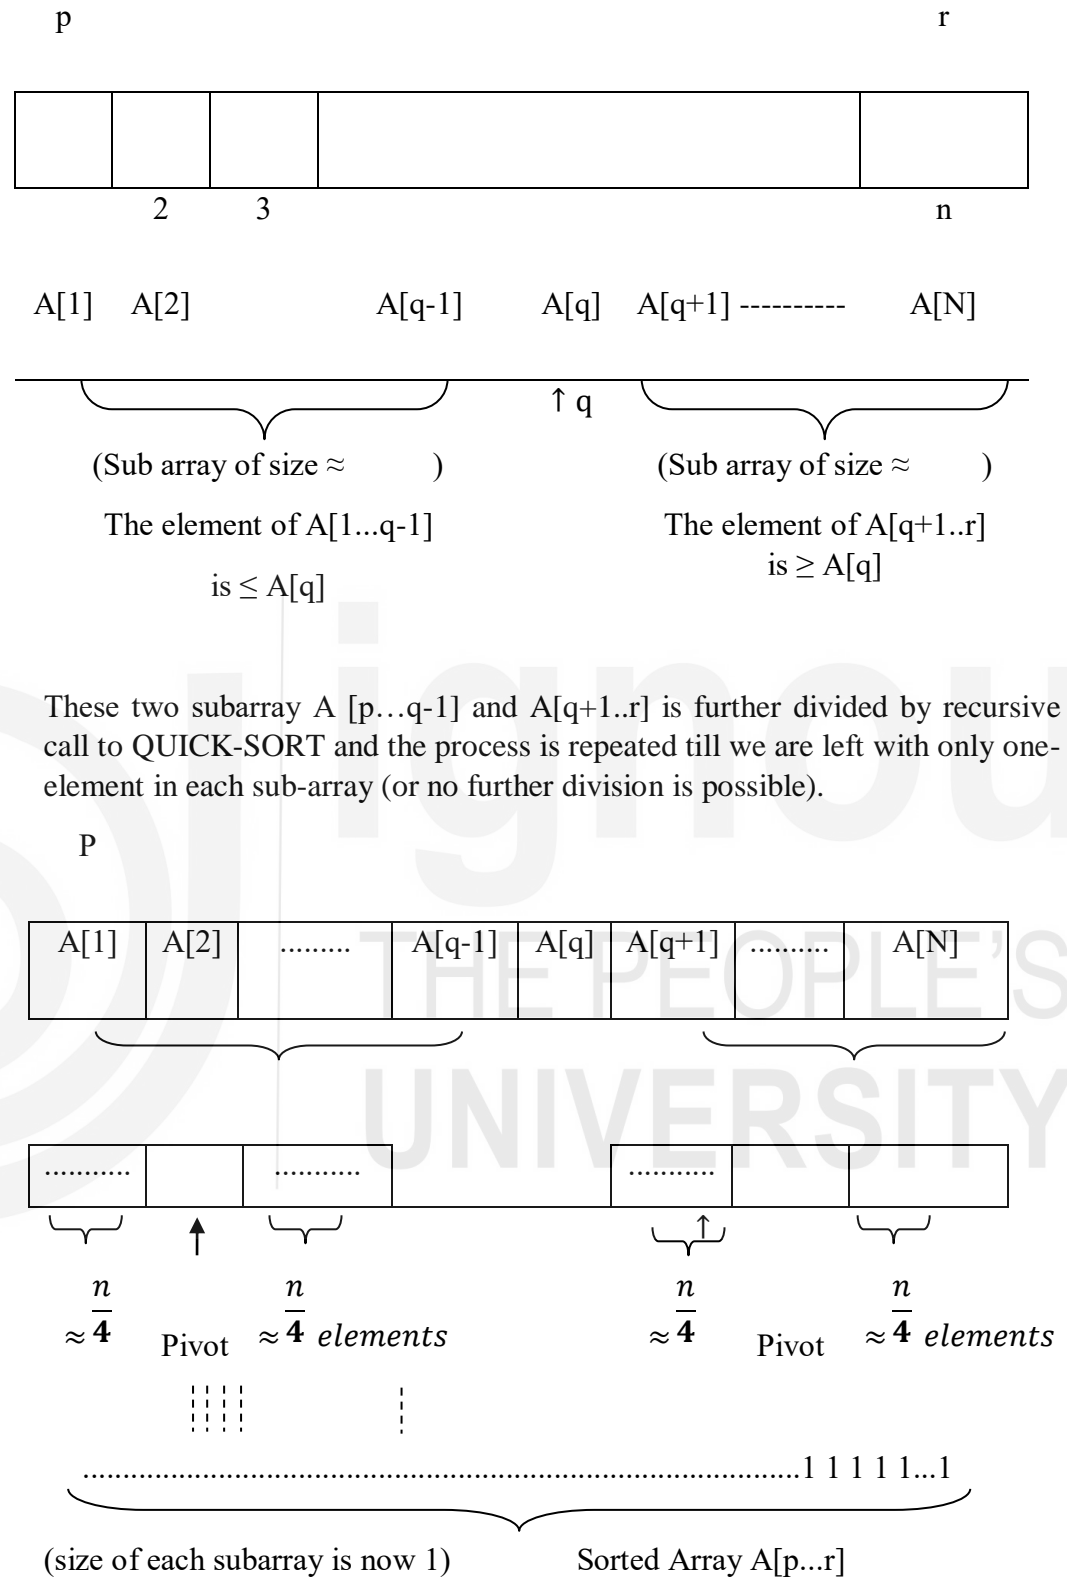 p r
2 3 n
A[1] A[2] A[q-1] A[q] A[q+1] ---------- A[N]
↑ q
(Sub array of size ≈ ) (Sub array of size ≈ )
The element of A[1...q-1] The element of A[q+1..r]
is ≤ A[q] is ≥ A[q]
ignou
These two subarray A [p…q-1] and A[q+1..r] is further divided by recursive
call to QUICK-SORT and the process is repeated till we are left with only one-
element in each sub-array (or no further division is possible).
P
A[1] A[2] ......... A[q-1] A[q] A[q+1] .......... A[N]
THE PEOPLE'S
UNIVERSITY
........... ........... ...........
↑ ↑
≈ n/4 Pivot ≈ n/4 elements ≈ n/4 Pivot ≈ n/4 elements
..........................................................................................1 1 1 1 1...1
(size of each subarray is now 1) Sorted Array A[p...r]